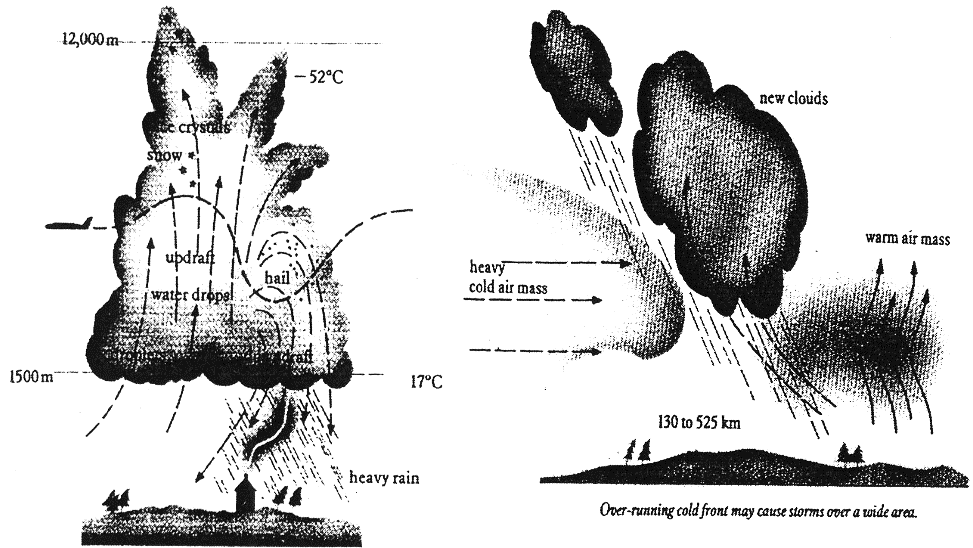 12,000 m
−52°C
ice crystals
snow
updraft
hail
water drops
1500 m
17°C
heavy rain
new clouds
warm air mass
heavy
cold air mass
130 to 525 km
Over-running cold front may cause storms over a wide area.